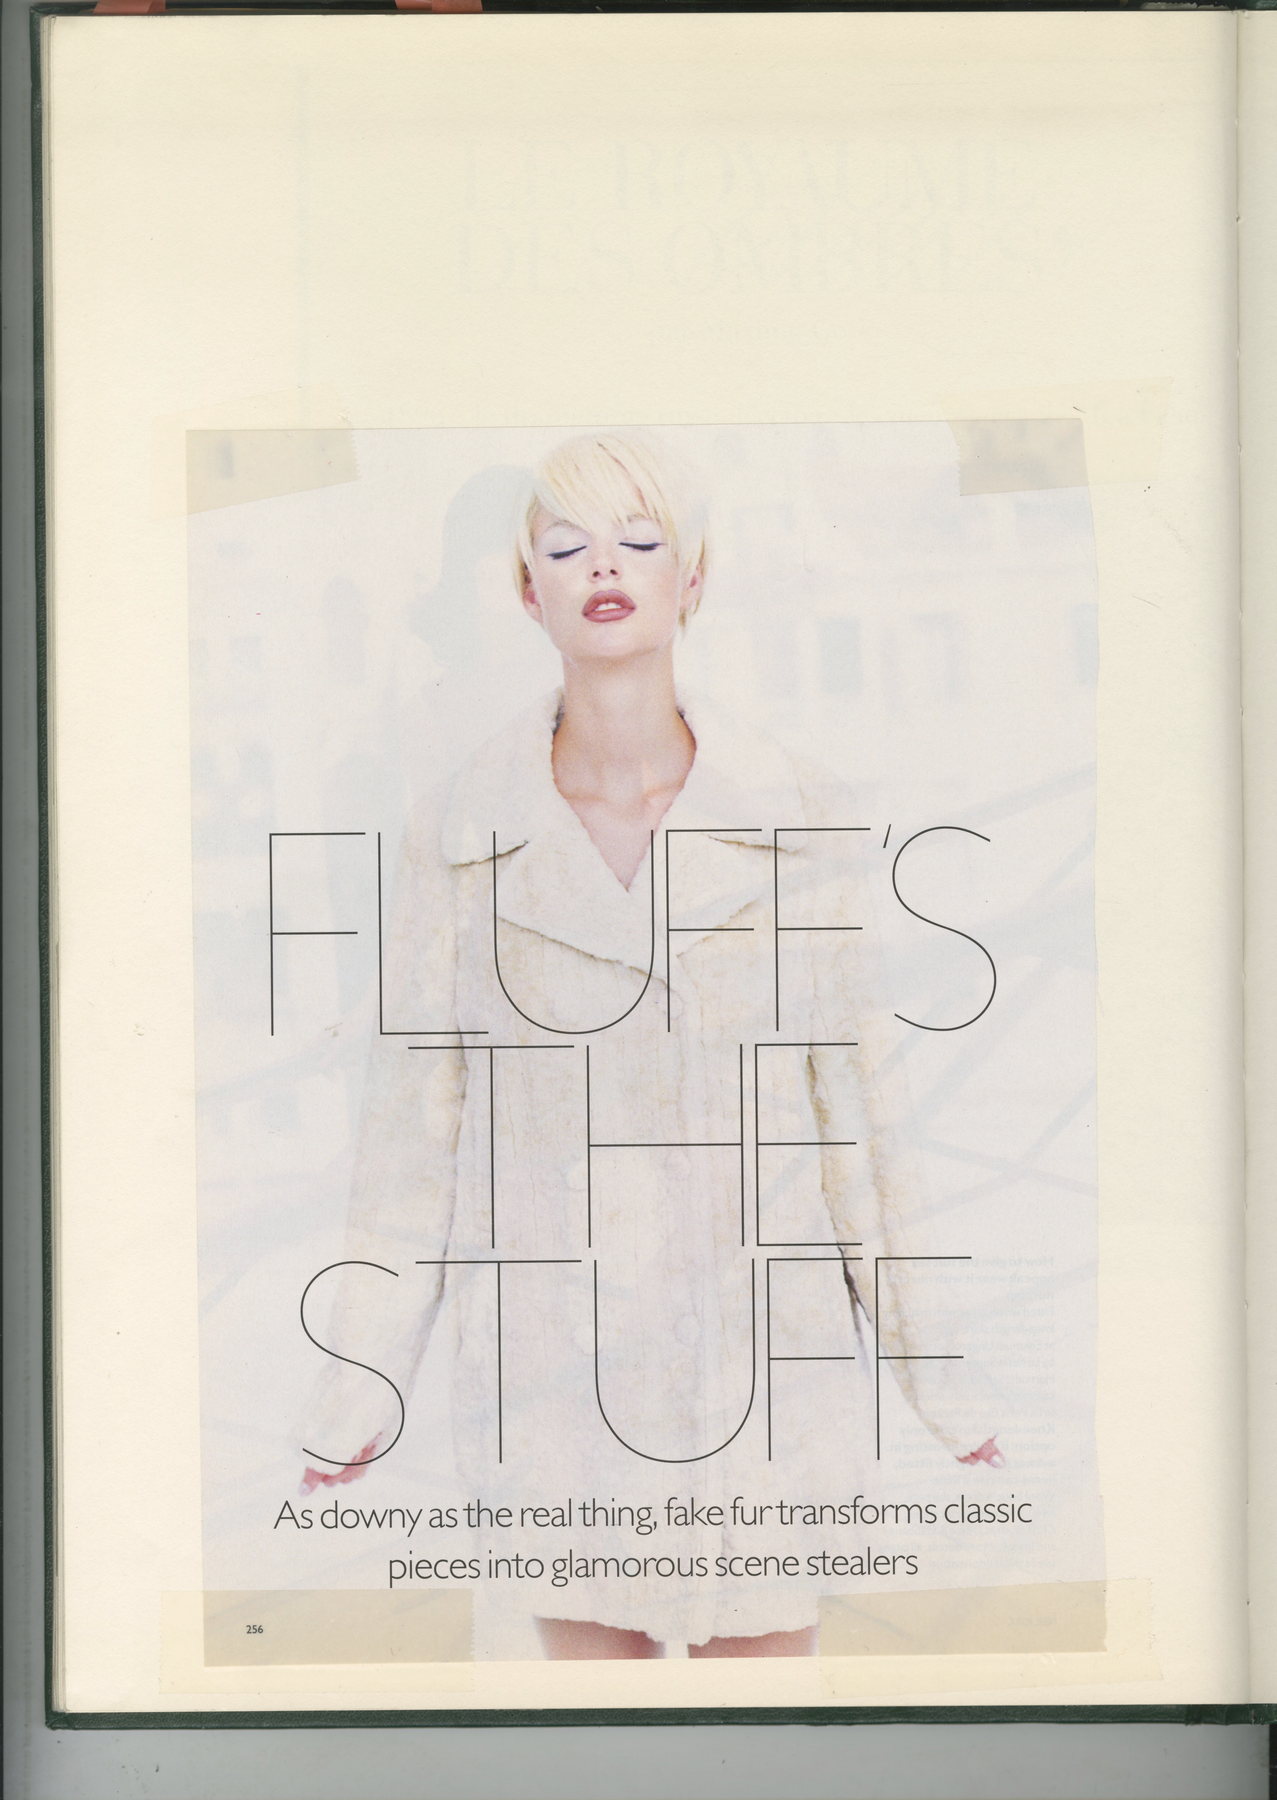 FLUFF'S
THE
STUFF
As downy as the real thing, fake fur transforms classic
pieces into glamorous scene stealers
256